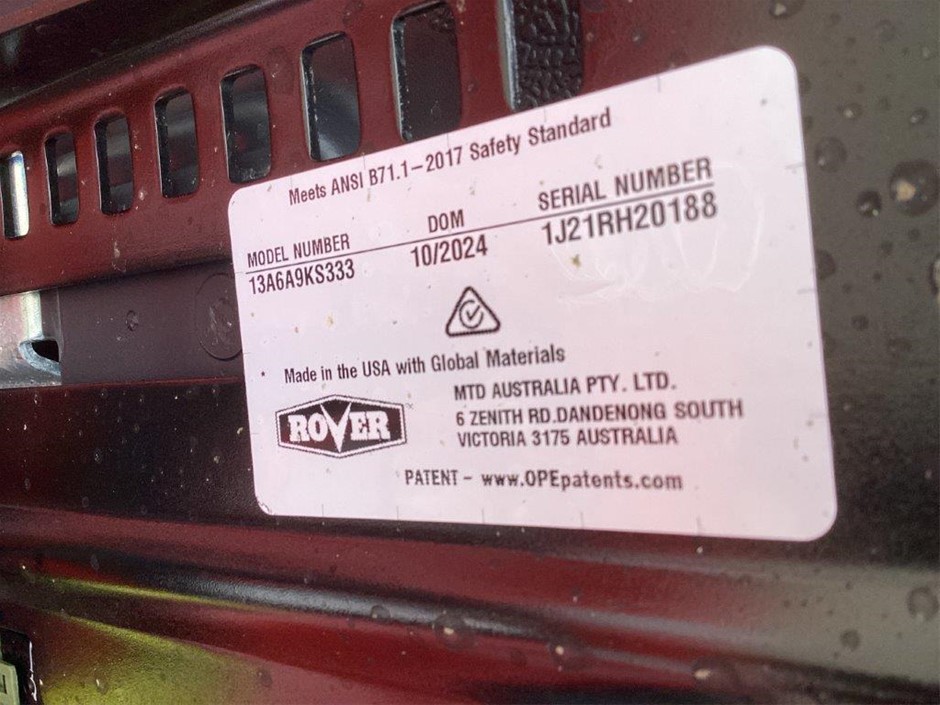 Meets ANSI B71.1-2017 Safety Standard
MODEL NUMBER DOM SERIAL NUMBER
13A6A9KS333 10/2024 1J21RH20188
Made in the USA with Global Materials
ROVER
MTD AUSTRALIA PTY. LTD.
6 ZENITH RD.DANDENONG SOUTH
VICTORIA 3175 AUSTRALIA
PATENT - www.OPEpatents.com